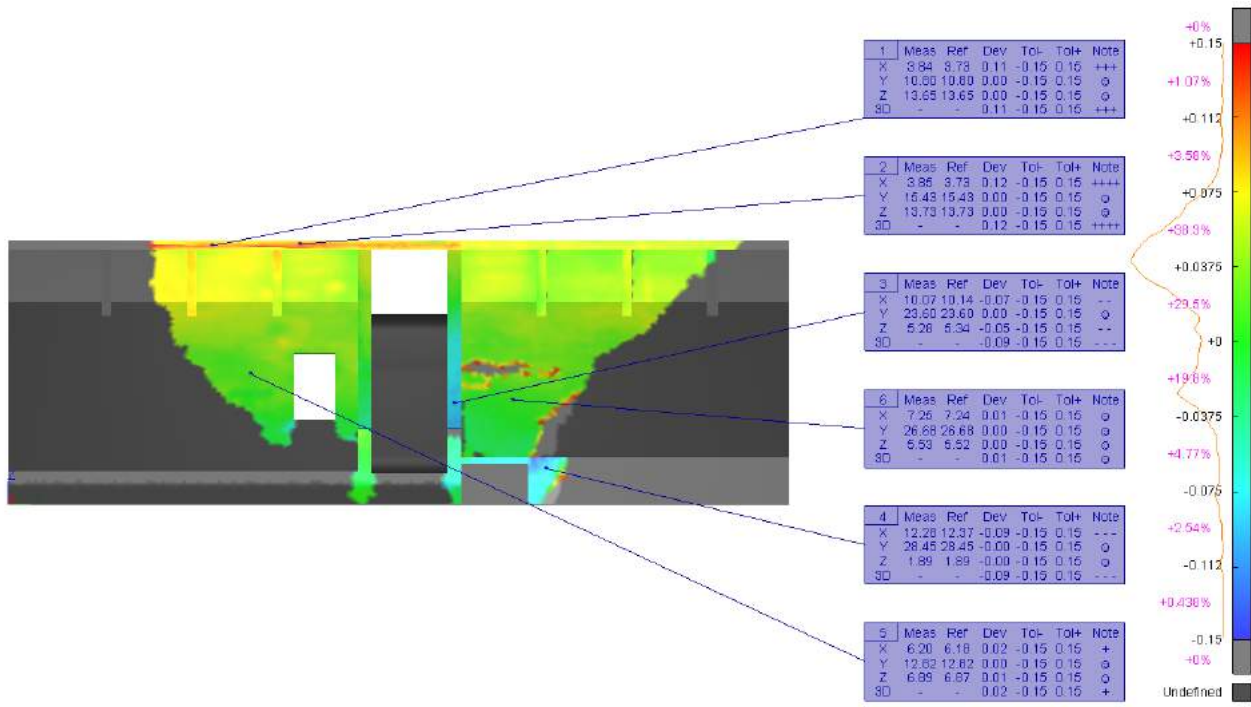 1 Meas Ref Dev Tol- Tol+ Note
X 3.84 3.73 0.11 -0.15 0.15 +++
Y 10.80 10.80 0.00 -0.15 0.15 @
Z 13.65 13.65 0.00 -0.15 0.15 @
3D - - 0.11 -0.15 0.15 +++
2 Meas Ref Dev Tol- Tol+ Note
X 3.85 3.73 0.12 -0.15 0.15 ++++
Y 15.43 15.43 0.00 -0.15 0.15 @
Z 13.73 13.73 0.00 -0.15 0.15 @
3D - - 0.12 -0.15 0.15 ++++
3 Meas Ref Dev Tol- Tol+ Note
X 10.07 10.14 -0.07 -0.15 0.15 --
Y 23.60 23.60 0.00 -0.15 0.15 @
Z 5.28 5.34 -0.05 -0.15 0.15 --
3D - - -0.09 -0.15 0.15 ---
6 Meas Ref Dev Tol- Tol+ Note
X 7.25 7.24 0.01 -0.15 0.15 @
Y 26.68 26.68 0.00 -0.15 0.15 @
Z 5.53 5.52 0.00 -0.15 0.15 @
3D - - 0.01 -0.15 0.15 @
4 Meas Ref Dev Tol- Tol+ Note
X 12.28 12.37 -0.09 -0.15 0.15 ---
Y 28.45 28.45 -0.00 -0.15 0.15 @
Z 1.89 1.89 -0.00 -0.15 0.15 @
3D - - -0.09 -0.15 0.15 ---
5 Meas Ref Dev Tol- Tol+ Note
X 6.20 6.18 0.02 -0.15 0.15 +
Y 12.82 12.82 0.00 -0.15 0.15 @
Z 6.89 6.87 0.01 -0.15 0.15 @
3D - - 0.02 -0.15 0.15 +
+0%
+0.15
+1.07%
+0.112
+3.58%
+0.075
+38.3%
+0.0375
+29.5%
+0
+19.8%
-0.0375
+4.77%
-0.075
+2.54%
-0.112
+0.438%
-0.15
+0%
Undefined